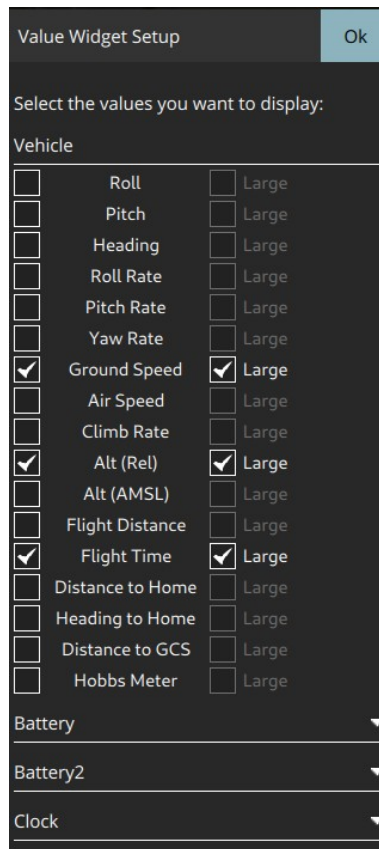 Value Widget Setup Ok
Select the values you want to display:
Vehicle
Roll Large
Pitch Large
Heading Large
Roll Rate Large
Pitch Rate Large
Yaw Rate Large
Ground Speed Large
Air Speed Large
Climb Rate Large
Alt (Rel) Large
Alt (AMSL) Large
Flight Distance Large
Flight Time Large
Distance to Home Large
Heading to Home Large
Distance to GCS Large
Hobbs Meter Large
Battery
Battery2
Clock